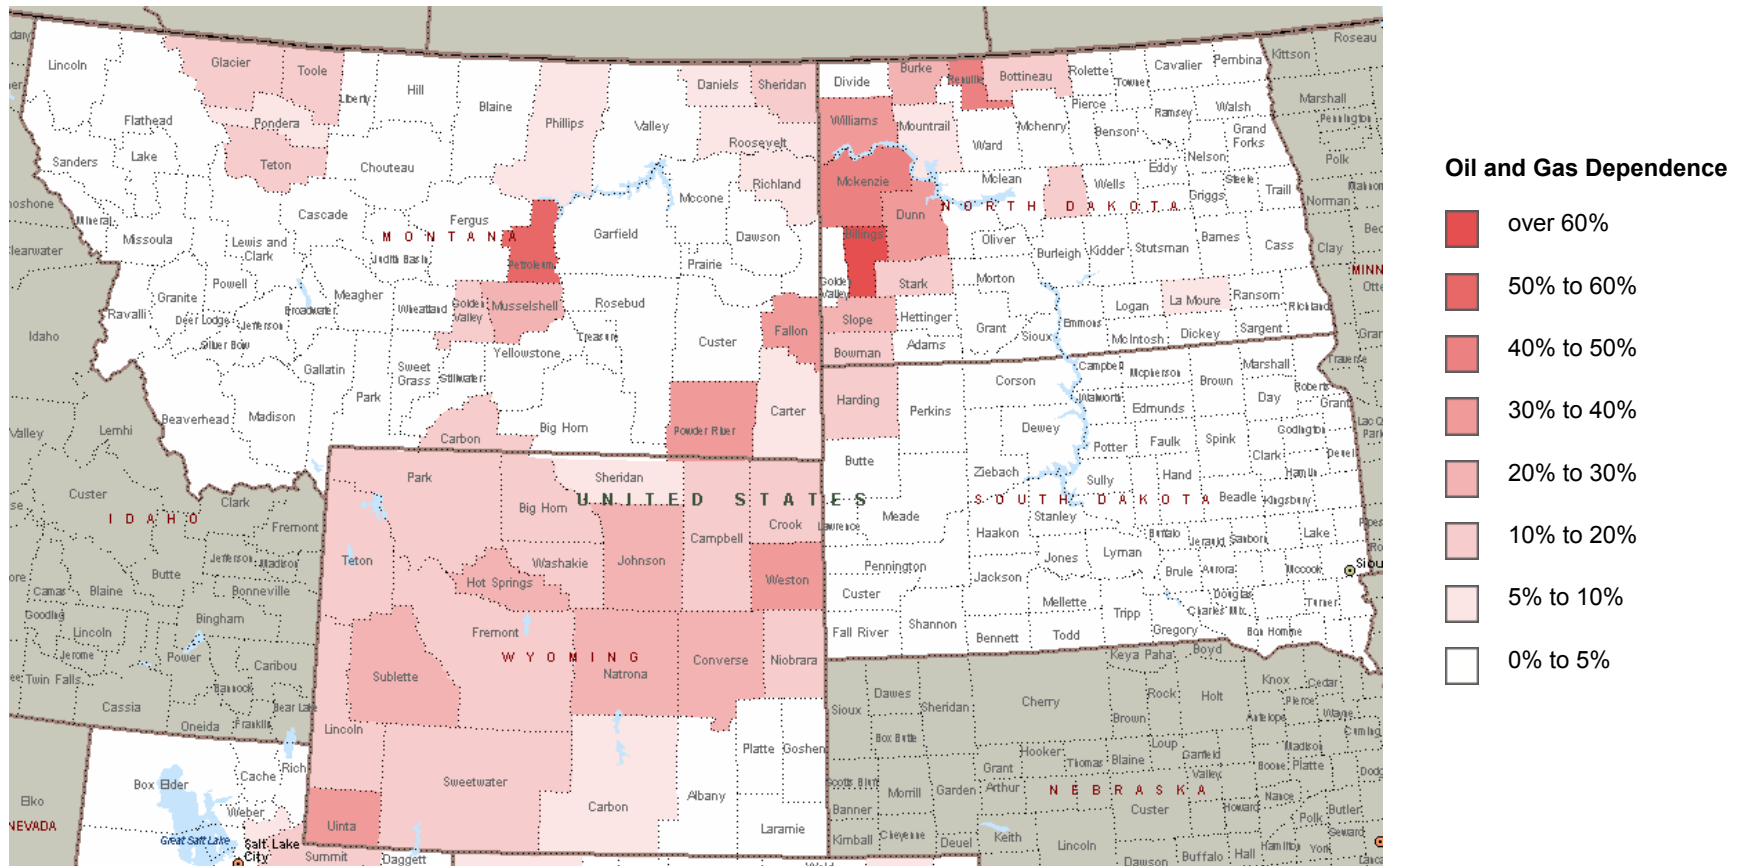 Oil and Gas Dependence
over 60%
50% to 60%
40% to 50%
30% to 40%
20% to 30%
10% to 20%
5% to 10%
0% to 5%
UNITED STATES
MONTANA
Lincoln
Glacier
Toole
Liberty
Hill
Blaine
Phillips
Valley
Daniels
Sheridan
Flathead
Pondera
Roosevelt
Sanders
Lake
Teton
Chouteau
Richland
Mineral
Missoula
Lewis and
Clark
Cascade
Fergus
Petroleum
Garfield
Mccone
Dawson
Prairie
Powell
Judith Basin
Granite
Ravalli
Deer Lodge
Jefferson
Broadwater
Meagher
Wheatland
Golden
Valley
Musselshell
Rosebud
Treasure
Custer
Fallon
Silver Bow
Gallatin
Park
Sweet
Grass
Stillwater
Yellowstone
Beaverhead
Madison
Carbon
Big Horn
Powder River
Carter
NORTH DAKOTA
Divide
Burke
Renville
Bottineau
Rolette
Towner
Cavalier
Pembina
Williams
Mountrail
Ward
Mchenry
Pierce
Benson
Ramsey
Walsh
Grand
Forks
Nelson
Mckenzie
Mclean
Wells
Eddy
Griggs
Steele
Traill
Dunn
Billings
Golden
Valley
Stark
Oliver
Morton
Burleigh
Kidder
Stutsman
Barnes
Cass
Slope
Hettinger
Grant
Sioux
Emmons
Logan
La Moure
Ransom
Richland
Bowman
Adams
Mcintosh
Dickey
Sargent
SOUTH DAKOTA
Harding
Perkins
Corson
Campbell
Mcpherson
Brown
Marshall
Roberts
Walworth
Edmunds
Day
Grant
Dewey
Potter
Faulk
Spink
Codington
Clark
Deuel
Hamlin
Butte
Ziebach
Sully
Hand
Beadle
Kingsbury
Meade
Lawrence
Haakon
Stanley
Buffalo
Jerauld
Sanborn
Lake
Pennington
Jones
Lyman
Jackson
Brule
Aurora
Mccook
Custer
Mellette
Tripp
Douglas
Charles Mix
Turner
Fall River
Shannon
Bennett
Todd
Gregory
Bon Homme
WYOMING
Park
Sheridan
Big Horn
Crook
Campbell
Teton
Washakie
Johnson
Hot Springs
Weston
Fremont
Sublette
Natrona
Converse
Niobrara
Lincoln
Sweetwater
Uinta
Carbon
Albany
Platte
Goshen
Laramie
IDAHO
Idaho
Clearwater
Lemhi
Valley
Custer
Clark
Fremont
Jefferson
Madison
Butte
Bonneville
Camas
Blaine
Gooding
Lincoln
Bingham
Jerome
Power
Caribou
Twin Falls
Bannock
Bear Lake
Cassia
Oneida
Franklin
NEVADA
Elko
Box Elder
Cache
Rich
Weber
Great Salt Lake
Salt Lake
City
Summit
Daggett
NEBRASKA
Dawes
Sioux
Sheridan
Cherry
Keya Paha
Boyd
Rock
Holt
Knox
Cedar
Brown
Pierce
Wayne
Antelope
Cuming
Box Butte
Hooker
Thomas
Blaine
Loup
Garfield
Valley
Madison
Boone
Platte
Grant
Scotts Bluff
Banner
Morrill
Garden
Arthur
Custer
Howard
Nance
Polk
Butler
Seward
Kimball
Cheyenne
Deuel
Keith
Lincoln
Dawson
Buffalo
Hall
Hamilton
York
Kittson
Roseau
Marshall
Pennington
Polk
Norman
Clay
MINN
Traverse
Weld